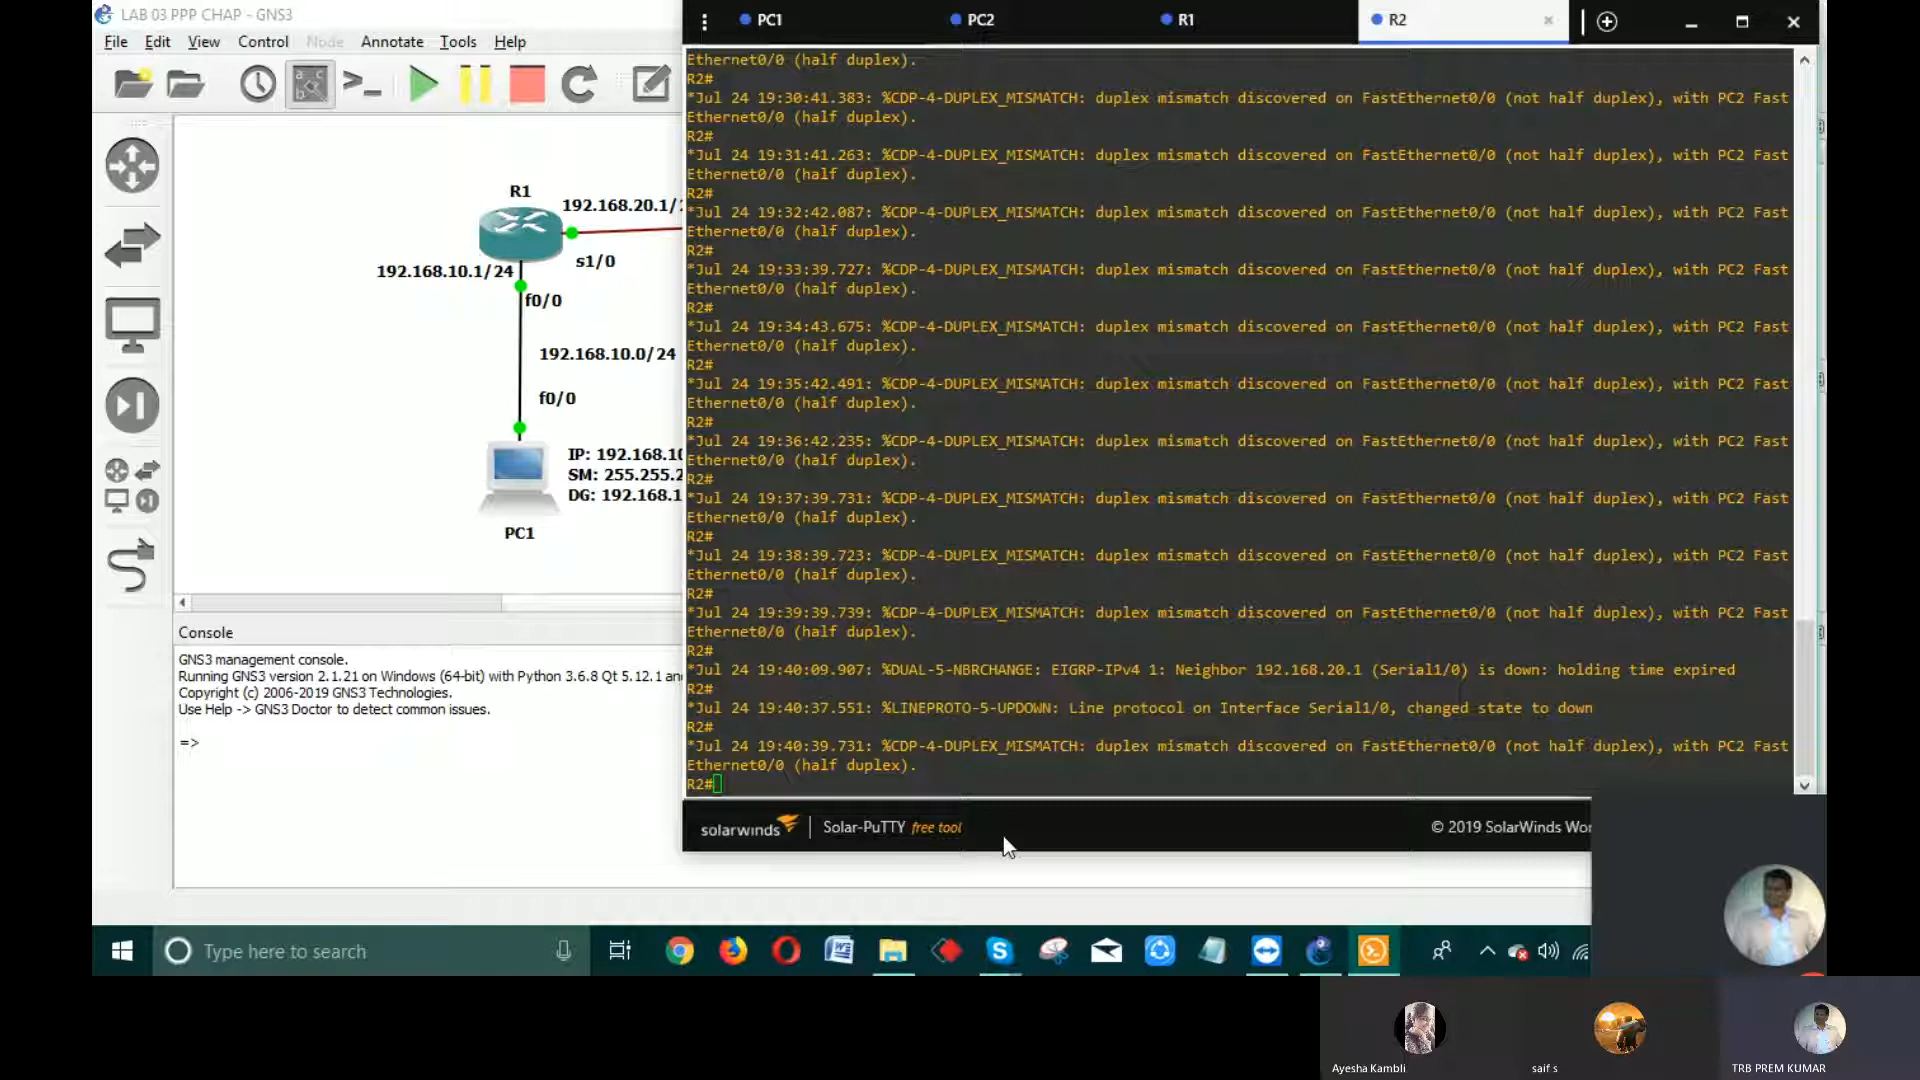 LAB 03 PPP CHAP - GNS3
File Edit View Control Node Annotate Tools Help
R1
192.168.20.1/
s1/0
192.168.10.1/24
f0/0
192.168.10.0/24
f0/0
IP: 192.168.10
SM: 255.255.2
DG: 192.168.1
PC1
Console
GNS3 management console.
Running GNS3 version 2.1.21 on Windows (64-bit) with Python 3.6.8 Qt 5.12.1 an
Copyright (c) 2006-2019 GNS3 Technologies.
Use Help -> GNS3 Doctor to detect common issues.
=>
PC1 PC2 R1 R2
Ethernet0/0 (half duplex).
R2#
*Jul 24 19:30:41.383: %CDP-4-DUPLEX_MISMATCH: duplex mismatch discovered on FastEthernet0/0 (not half duplex), with PC2 Fast
Ethernet0/0 (half duplex).
R2#
*Jul 24 19:31:41.263: %CDP-4-DUPLEX_MISMATCH: duplex mismatch discovered on FastEthernet0/0 (not half duplex), with PC2 Fast
Ethernet0/0 (half duplex).
R2#
*Jul 24 19:32:42.087: %CDP-4-DUPLEX_MISMATCH: duplex mismatch discovered on FastEthernet0/0 (not half duplex), with PC2 Fast
Ethernet0/0 (half duplex).
R2#
*Jul 24 19:33:39.727: %CDP-4-DUPLEX_MISMATCH: duplex mismatch discovered on FastEthernet0/0 (not half duplex), with PC2 Fast
Ethernet0/0 (half duplex).
R2#
*Jul 24 19:34:43.675: %CDP-4-DUPLEX_MISMATCH: duplex mismatch discovered on FastEthernet0/0 (not half duplex), with PC2 Fast
Ethernet0/0 (half duplex).
R2#
*Jul 24 19:35:42.491: %CDP-4-DUPLEX_MISMATCH: duplex mismatch discovered on FastEthernet0/0 (not half duplex), with PC2 Fast
Ethernet0/0 (half duplex).
R2#
*Jul 24 19:36:42.235: %CDP-4-DUPLEX_MISMATCH: duplex mismatch discovered on FastEthernet0/0 (not half duplex), with PC2 Fast
Ethernet0/0 (half duplex).
R2#
*Jul 24 19:37:39.731: %CDP-4-DUPLEX_MISMATCH: duplex mismatch discovered on FastEthernet0/0 (not half duplex), with PC2 Fast
Ethernet0/0 (half duplex).
R2#
*Jul 24 19:38:39.723: %CDP-4-DUPLEX_MISMATCH: duplex mismatch discovered on FastEthernet0/0 (not half duplex), with PC2 Fast
Ethernet0/0 (half duplex).
R2#
*Jul 24 19:39:39.739: %CDP-4-DUPLEX_MISMATCH: duplex mismatch discovered on FastEthernet0/0 (not half duplex), with PC2 Fast
Ethernet0/0 (half duplex).
R2#
*Jul 24 19:40:09.907: %DUAL-5-NBRCHANGE: EIGRP-IPv4 1: Neighbor 192.168.20.1 (Serial1/0) is down: holding time expired
R2#
*Jul 24 19:40:37.551: %LINEPROTO-5-UPDOWN: Line protocol on Interface Serial1/0, changed state to down
R2#
*Jul 24 19:40:39.731: %CDP-4-DUPLEX_MISMATCH: duplex mismatch discovered on FastEthernet0/0 (not half duplex), with PC2 Fast
Ethernet0/0 (half duplex).
R2#
solarwinds Solar-PuTTY free tool © 2019 SolarWinds Wor
Type here to search
Ayesha Kambli saif s TRB PREM KUMAR